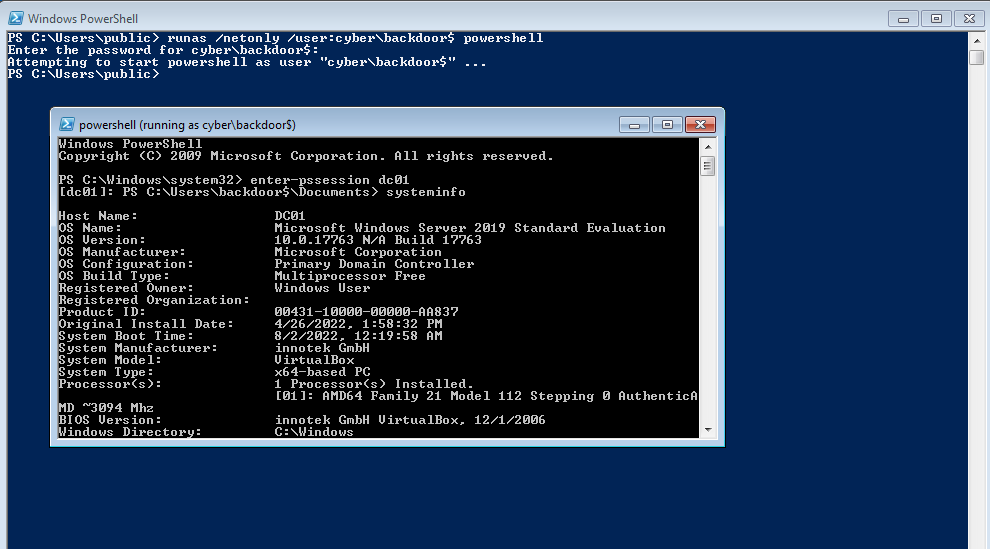 Windows PowerShell
PS C:\Users\public> runas /netonly /user:cyber\backdoor$ powershell
Enter the password for cyber\backdoor$:
Attempting to start powershell as user "cyber\backdoor$" ...
PS C:\Users\public>
powershell (running as cyber\backdoor$)
Windows PowerShell
Copyright (C) 2009 Microsoft Corporation. All rights reserved.
PS C:\Windows\system32> enter-pssession dc01
[dc01]: PS C:\Users\backdoor$\Documents> systeminfo
Host Name:                 DC01
OS Name:                   Microsoft Windows Server 2019 Standard Evaluation
OS Version:                10.0.17763 N/A Build 17763
OS Manufacturer:           Microsoft Corporation
OS Configuration:          Primary Domain Controller
OS Build Type:             Multiprocessor Free
Registered Owner:          Windows User
Registered Organization:
Product ID:                00431-10000-00000-AA837
Original Install Date:     4/26/2022, 1:58:32 PM
System Boot Time:          8/2/2022, 12:19:58 AM
System Manufacturer:       innotek GmbH
System Model:              VirtualBox
System Type:               x64-based PC
Processor(s):              1 Processor(s) Installed.
                           [01]: AMD64 Family 21 Model 112 Stepping 0 AuthenticA
MD ~3094 Mhz
BIOS Version:              innotek GmbH VirtualBox, 12/1/2006
Windows Directory:         C:\Windows